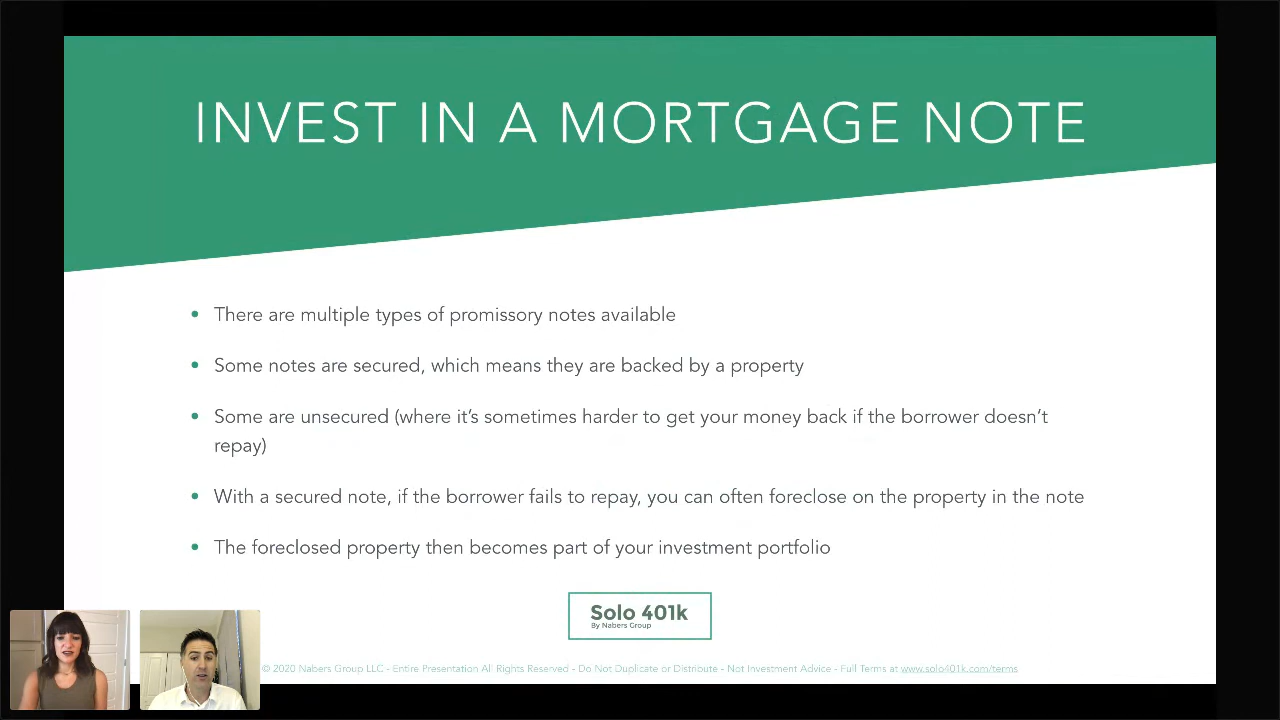 INVEST IN A MORTGAGE NOTE
• There are multiple types of promissory notes available
• Some notes are secured, which means they are backed by a property
• Some are unsecured (where it’s sometimes harder to get your money back if the borrower doesn’t
repay)
• With a secured note, if the borrower fails to repay, you can often foreclose on the property in the note
• The foreclosed property then becomes part of your investment portfolio
Solo 401k
By Nabers Group
© 2020 Nabers Group LLC - Entire Presentation All Rights Reserved - Do Not Duplicate or Distribute - Not Investment Advice - Full Terms at www.solo401k.com/terms